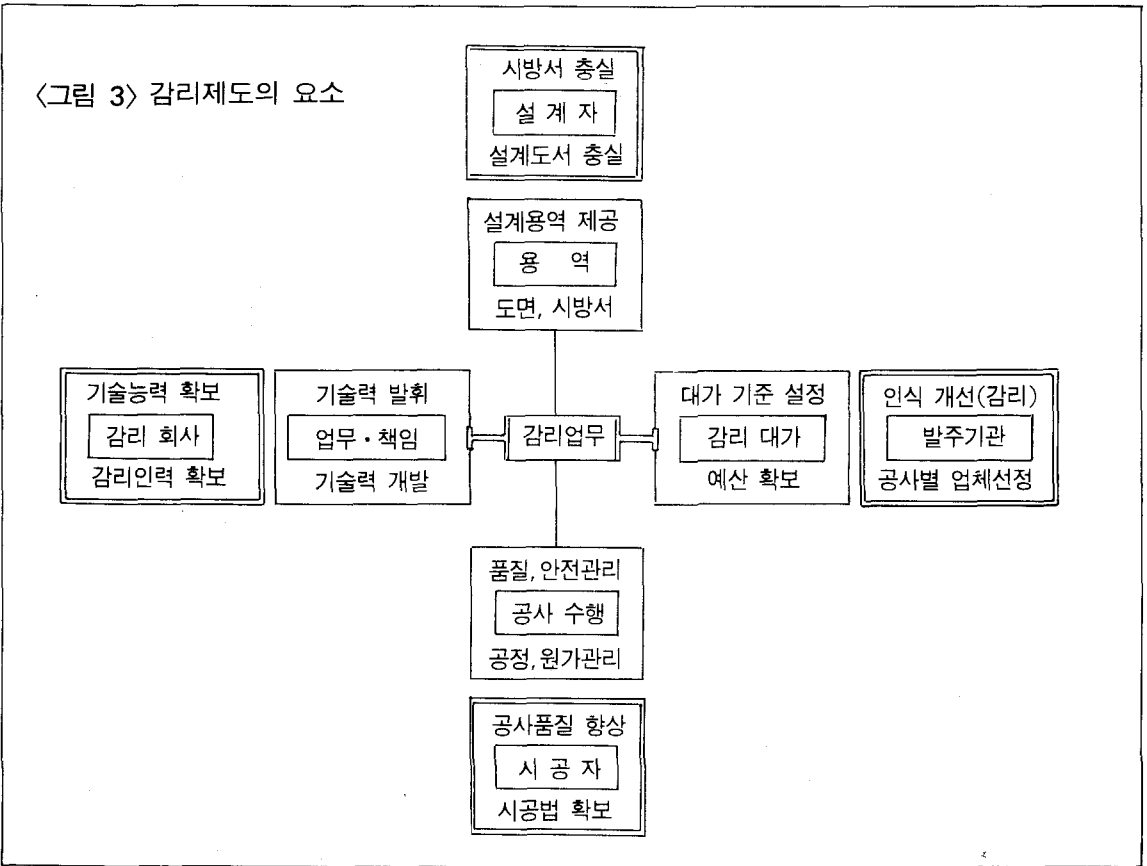 <그림 3> 감리제도의 요소
시방서 충실
설 계 자
설계도서 충실
설계용역 제공
용 역
도면, 시방서
기술능력 확보
감리 회사
감리인력 확보
기술력 발휘
업무·책임
기술력 개발
감리업무
대가 기준 설정
감리 대가
예산 확보
인식 개선(감리)
발주기관
공사별 업체선정
품질,안전관리
공사 수행
공정,원가관리
공사품질 향상
시 공 자
시공법 확보